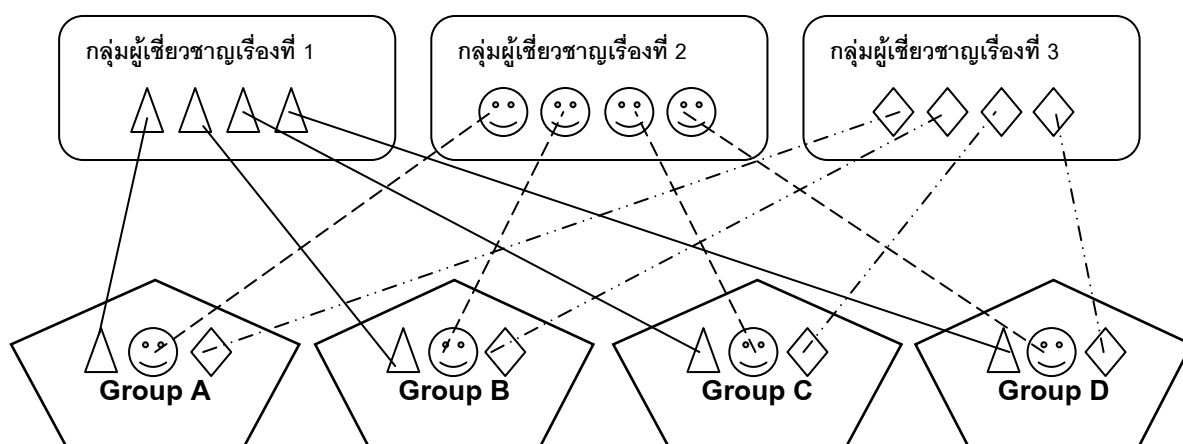 กลุ่มผู้เชี่ยวชาญเรื่องที่ 1
กลุ่มผู้เชี่ยวชาญเรื่องที่ 2
กลุ่มผู้เชี่ยวชาญเรื่องที่ 3
Group A
Group B
Group C
Group D